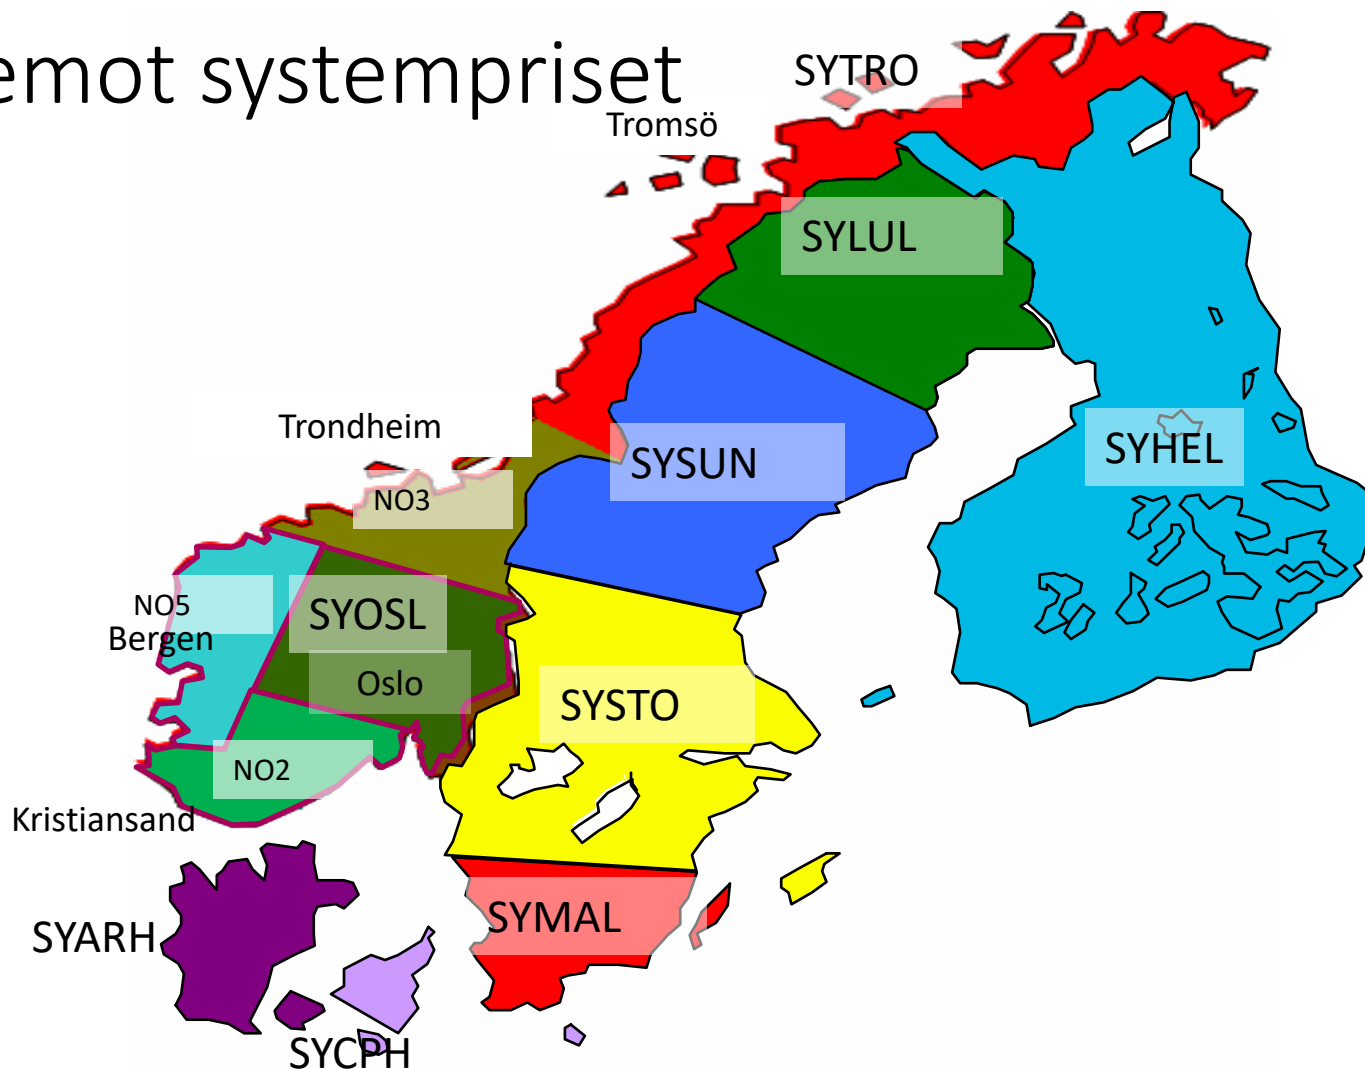 emot systempriset
SYTRO
Tromsö
SYLUL
Trondheim
SYSUN
SYHEL
NO3
NO5
Bergen
SYOSL
Oslo
SYSTO
NO2
Kristiansand
SYMAL
SYARH
SYCPH